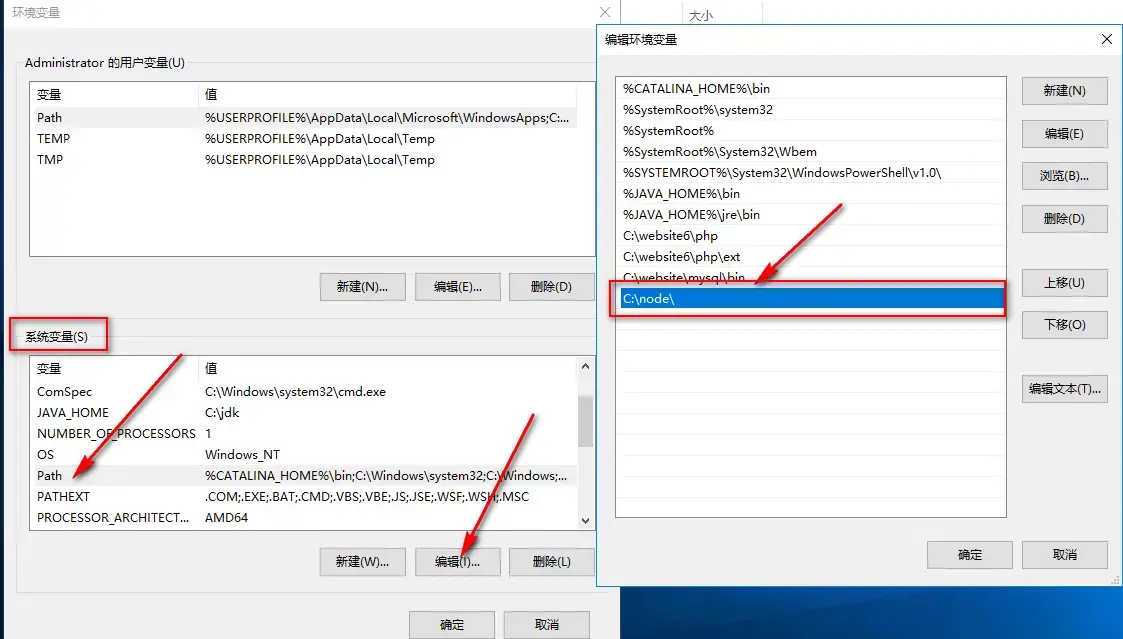 环境变量
大小
Administrator 的用户变量(U)
变量 值
Path %USERPROFILE%\AppData\Local\Microsoft\WindowsApps;C:...
TEMP %USERPROFILE%\AppData\Local\Temp
TMP %USERPROFILE%\AppData\Local\Temp
新建(N)... 编辑(E)... 删除(D)
系统变量(S)
变量 值
ComSpec C:\Windows\system32\cmd.exe
JAVA_HOME C:\jdk
NUMBER_OF_PROCESSORS 1
OS Windows_NT
Path %CATALINA_HOME%\bin;C:\Windows\system32;C:\Windows;...
PATHEXT .COM;.EXE;.BAT;.CMD;.VBS;.VBE;.JS;.JSE;.WSF;.WSH;.MSC
PROCESSOR_ARCHITECT... AMD64
新建(W)... 编辑(I)... 删除(L)
确定 取消
编辑环境变量
%CATALINA_HOME%\bin
%SystemRoot%\system32
%SystemRoot%
%SystemRoot%\System32\Wbem
%SYSTEMROOT%\System32\WindowsPowerShell\v1.0\
%JAVA_HOME%\bin
%JAVA_HOME%\jre\bin
C:\website6\php
C:\website6\php\ext
C:\website\mysql\bin
C:\node\
新建(N)
编辑(E)
浏览(B)...
删除(D)
上移(U)
下移(O)
编辑文本(T)...
确定 取消